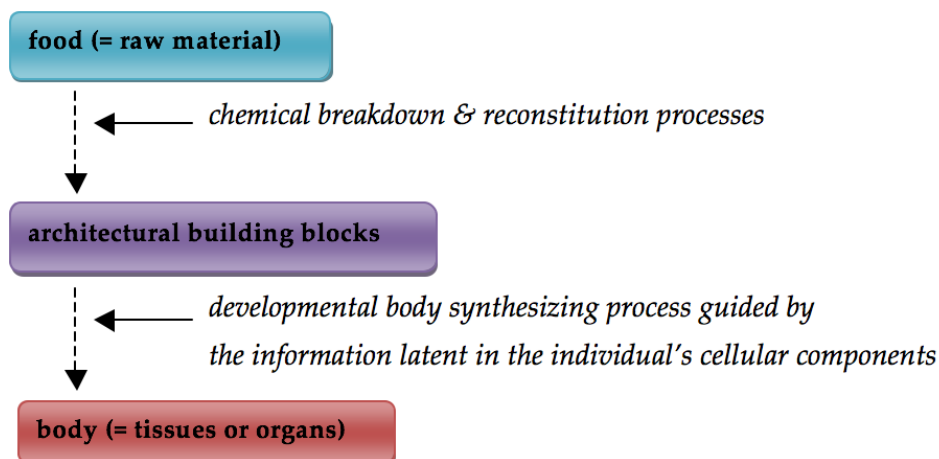 food (= raw material)
chemical breakdown & reconstitution processes
architectural building blocks
developmental body synthesizing process guided by
the information latent in the individual's cellular components
body (= tissues or organs)